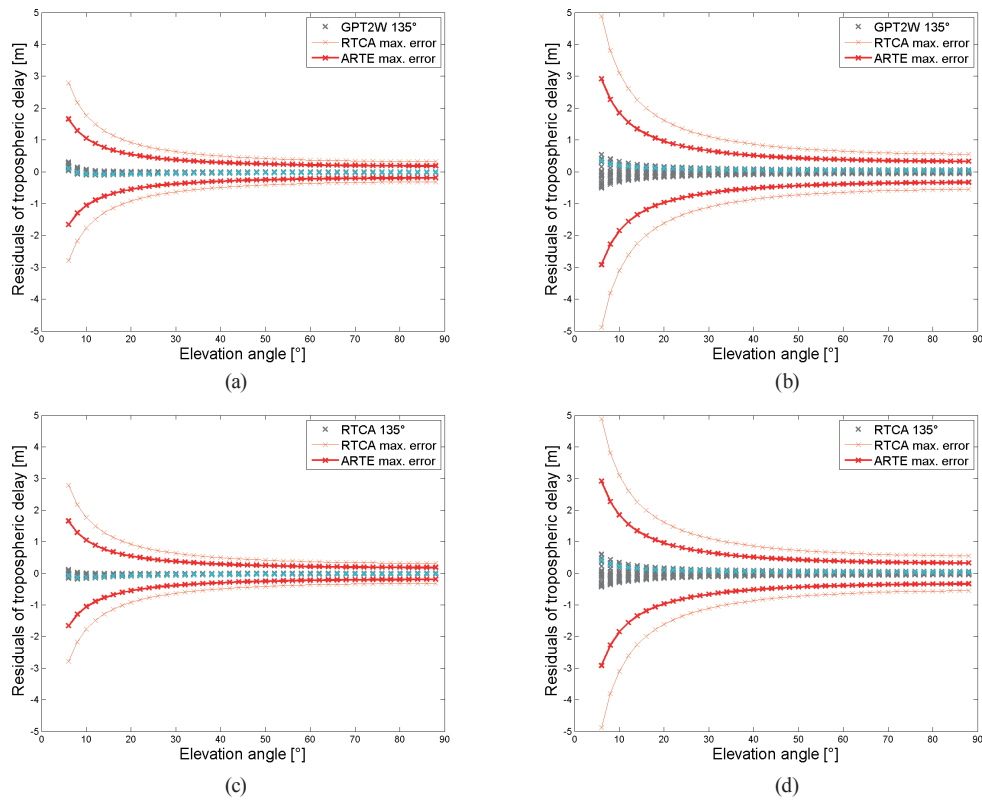 Residuals of tropospheric delay [m]
5
4
3
2
1
0
-1
-2
-3
-4
-5
GPT2W 135°
RTCA max. error
ARTE max. error
0 10 20 30 40 50 60 70 80 90
Elevation angle [°]
(a)
Residuals of tropospheric delay [m]
5
4
3
2
1
0
-1
-2
-3
-4
-5
GPT2W 135°
RTCA max. error
ARTE max. error
0 10 20 30 40 50 60 70 80 90
Elevation angle [°]
(b)
Residuals of tropospheric delay [m]
5
4
3
2
1
0
-1
-2
-3
-4
-5
RTCA 135°
RTCA max. error
ARTE max. error
0 10 20 30 40 50 60 70 80 90
Elevation angle [°]
(c)
Residuals of tropospheric delay [m]
5
4
3
2
1
0
-1
-2
-3
-4
-5
RTCA 135°
RTCA max. error
ARTE max. error
0 10 20 30 40 50 60 70 80 90
Elevation angle [°]
(d)